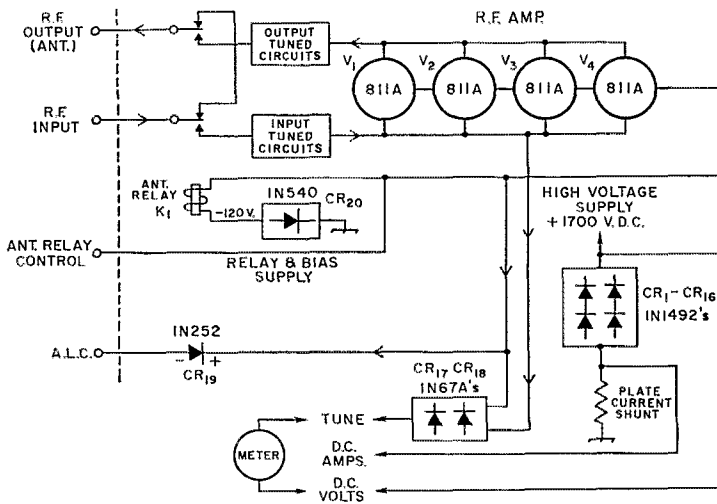 R.F. OUTPUT (ANT.)
R.F. AMP.
OUTPUT TUNED CIRCUITS
V1
V2
V3
V4
811A
811A
811A
811A
R.F. INPUT
INPUT TUNED CIRCUITS
ANT. RELAY K1
-120 V.
1N540
CR20
HIGH VOLTAGE SUPPLY
+1700 V. D.C.
ANT. RELAY CONTROL
RELAY & BIAS SUPPLY
CR1-CR16
1N1492's
1N252
A.L.C.
-
+
CR19
CR17 CR18
1N67A's
PLATE CURRENT SHUNT
TUNE
METER
D.C. AMPS.
D.C. VOLTS